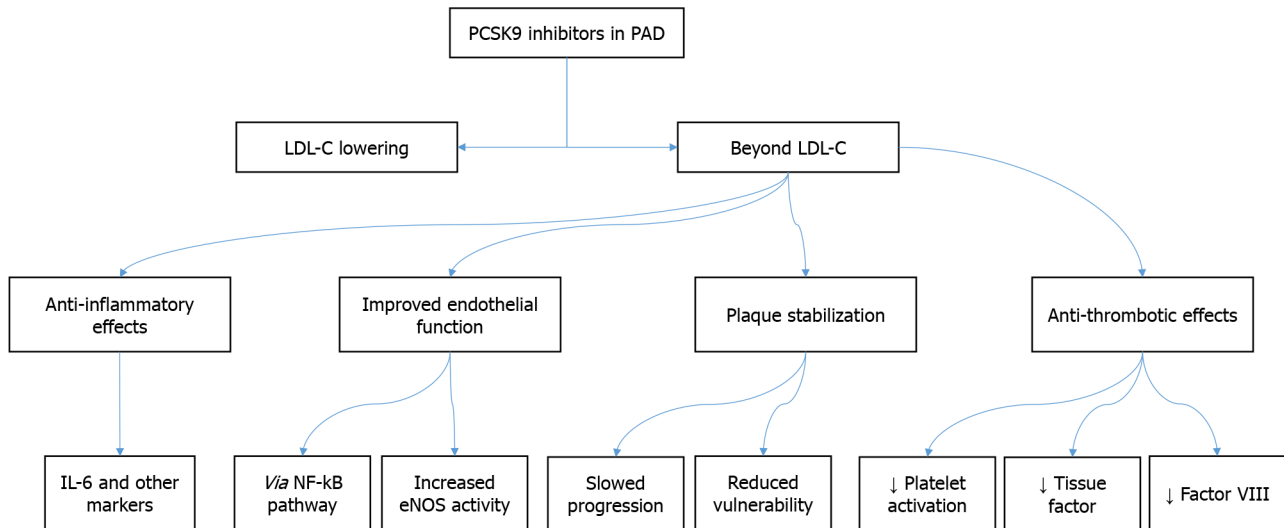 PCSK9 inhibitors in PAD
LDL-C lowering
Beyond LDL-C
Anti-inflammatory
effects
Improved endothelial
function
Plaque stabilization
Anti-thrombotic effects
IL-6 and other
markers
Via NF-kB
pathway
Increased
eNOS activity
Slowed
progression
Reduced
vulnerability
↓ Platelet
activation
↓ Tissue
factor
↓ Factor VIII